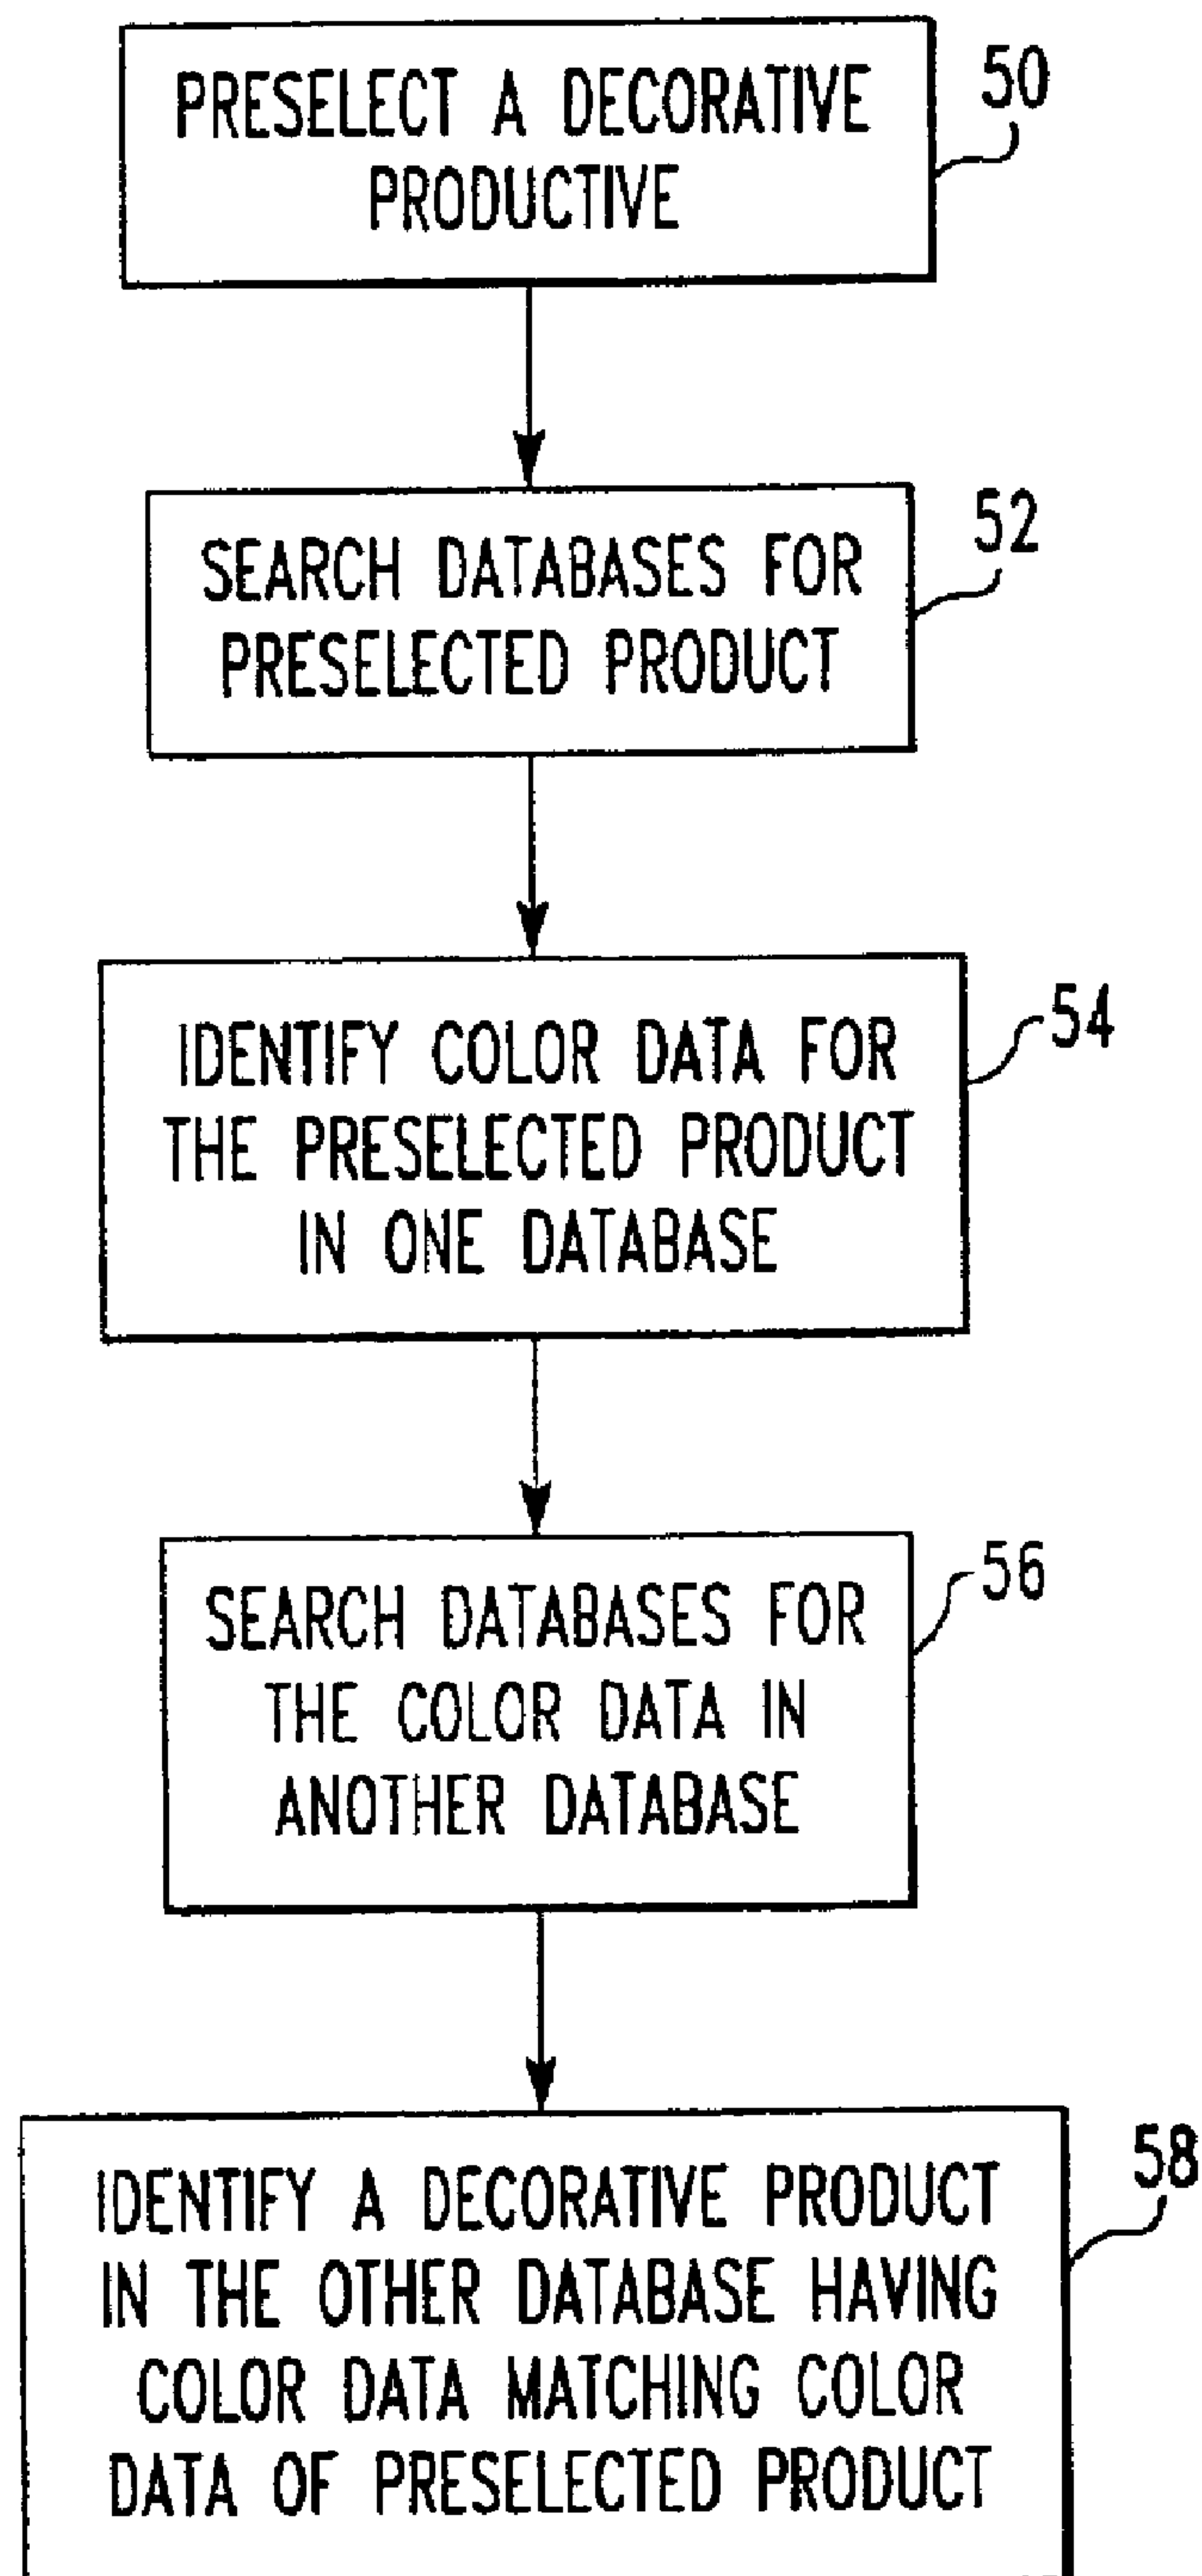 PRESELECT A DECORATIVE
PRODUCTIVE
50
SEARCH DATABASES FOR
PRESELECTED PRODUCT
52
IDENTIFY COLOR DATA FOR
THE PRESELECTED PRODUCT
IN ONE DATABASE
54
SEARCH DATABASES FOR
THE COLOR DATA IN
ANOTHER DATABASE
56
IDENTIFY A DECORATIVE PRODUCT
IN THE OTHER DATABASE HAVING
COLOR DATA MATCHING COLOR
DATA OF PRESELECTED PRODUCT
58